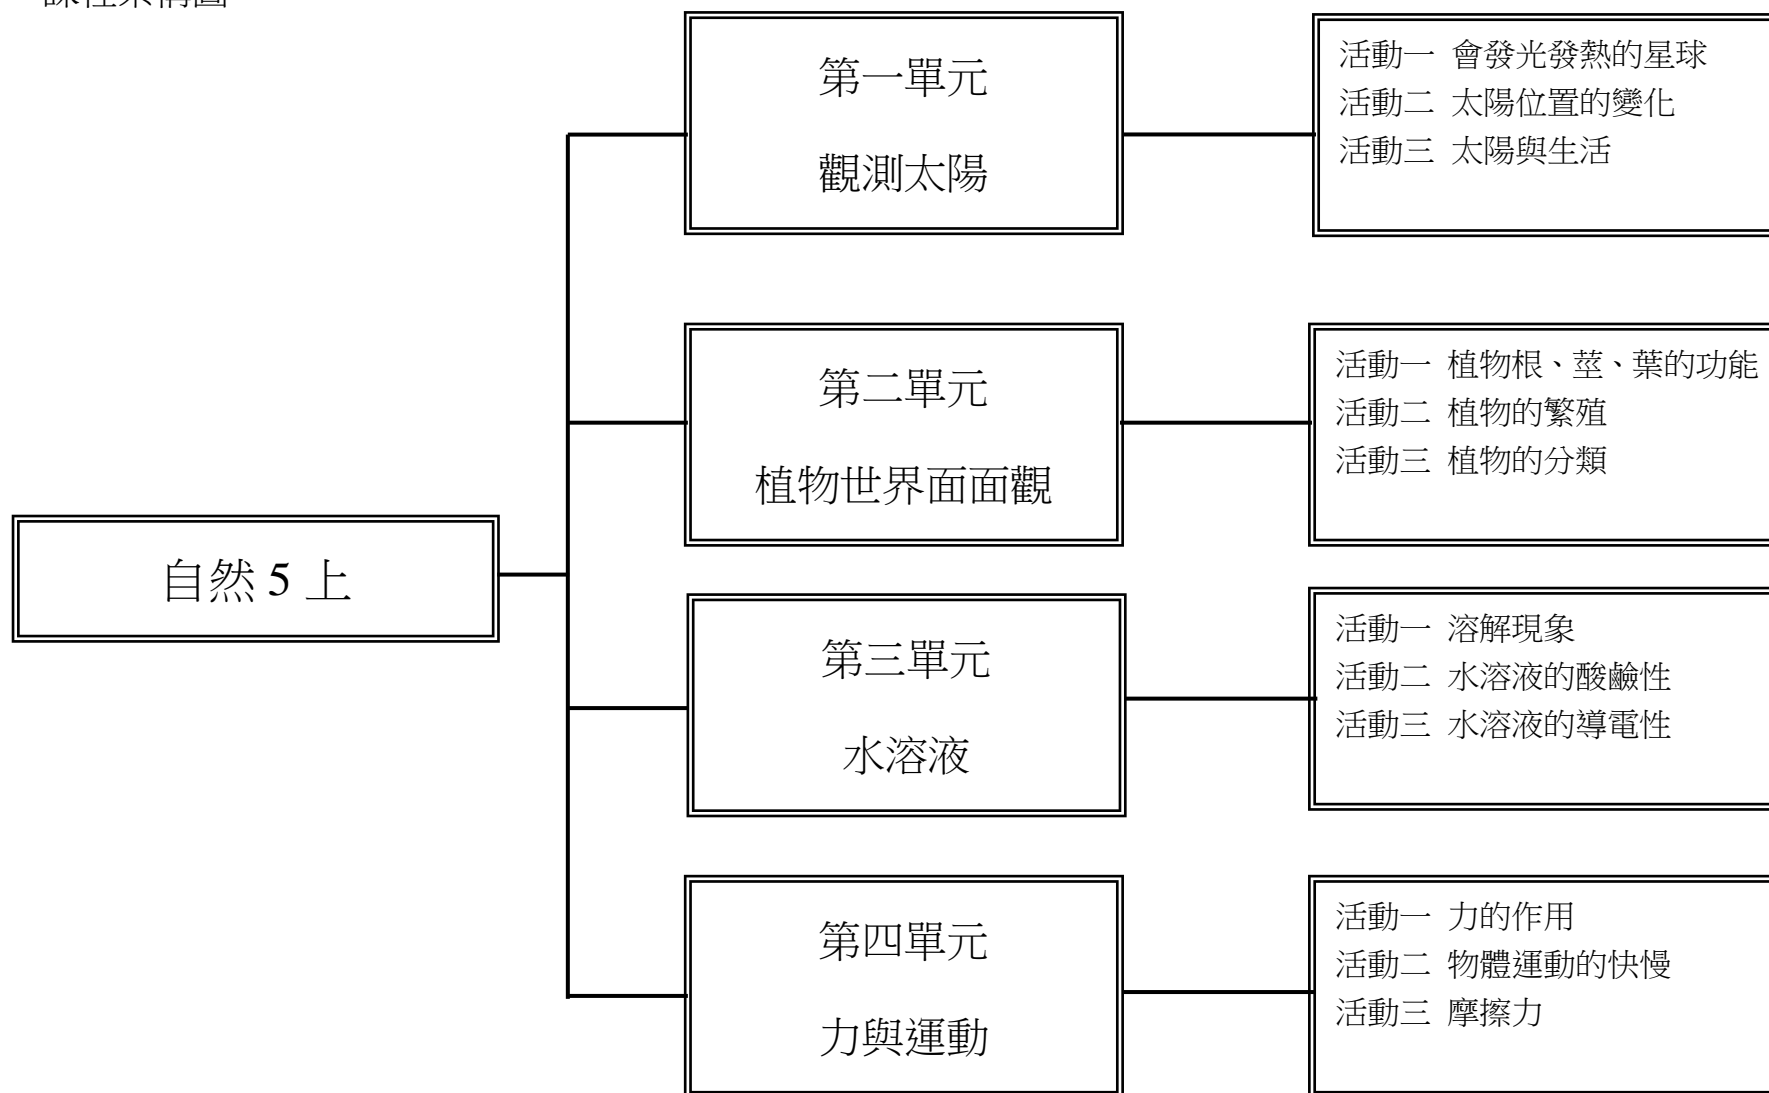 課程架構圖
第一單元
觀測太陽
活動一 會發光發熱的星球
活動二 太陽位置的變化
活動三 太陽與生活
第二單元
植物世界面面觀
活動一 植物根、莖、葉的功能
活動二 植物的繁殖
活動三 植物的分類
自然 5 上
第三單元
水溶液
活動一 溶解現象
活動二 水溶液的酸鹼性
活動三 水溶液的導電性
第四單元
力與運動
活動一 力的作用
活動二 物體運動的快慢
活動三 摩擦力